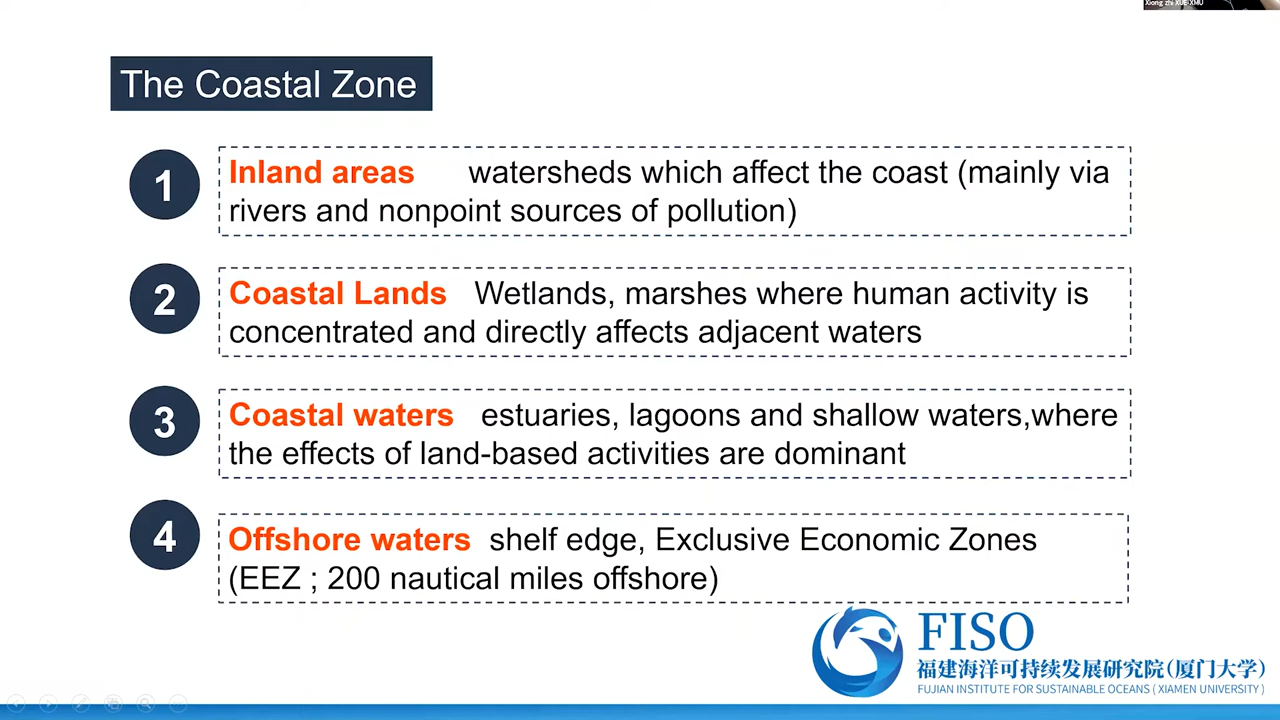 Xiong zhi XUE-XMU
The Coastal Zone
1
Inland areas watersheds which affect the coast (mainly via
rivers and nonpoint sources of pollution)
2
Coastal Lands Wetlands, marshes where human activity is
concentrated and directly affects adjacent waters
3
Coastal waters estuaries, lagoons and shallow waters,where
the effects of land-based activities are dominant
4
Offshore waters shelf edge, Exclusive Economic Zones
(EEZ ; 200 nautical miles offshore)
FISO
福建海洋可持续发展研究院(厦门大学)
FUJIAN INSTITUTE FOR SUSTAINABLE OCEANS ( XIAMEN UNIVERSITY )